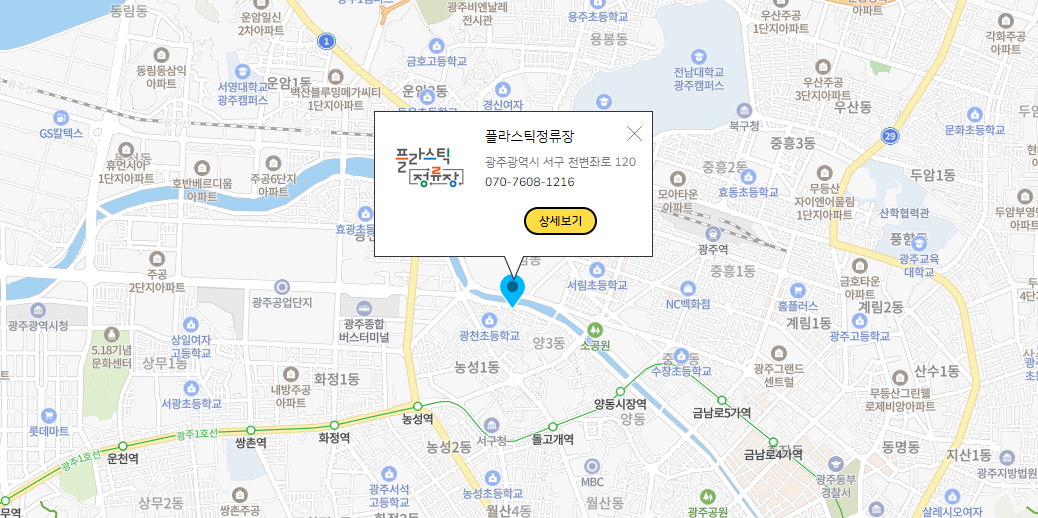 동림동
운암일신
2차아파트
광주비엔날레
전시관
용주초등학교
용봉동
우산주공
1단지아파트
각화주공
아파트
1
동림동삼익
아파트
금호고등학교
서영대학교
광주캠퍼스
운암1동
벽산블루밍메가씨티
1단지아파트
운암2동
경신여자
전남대학교
광주캠퍼스
우산주공
3단지아파트
우산동
GS칼텍스
북구청
29
문화초등학교
중흥3동
휴먼시아
1단지아파트
호반베르디움
아파트
주공6단지
아파트
플라스틱
정류장
플라스틱정류장
광주광역시 서구 천변좌로 120
070-7608-1216
상세보기
중흥2동
효동초등학교
모아타운
아파트
무등산
자이앤어울림
1단지아파트
두암1동
산학협력관
두암부영
풍향동
효광초등학교
광주역
광주교육
대학교
주공
2단지아파트
중흥1동
금호타운
아파트
서림초등학교
광주공업단지
NC백화점
홈플러스
계림2동
광주광역시청
광주종합
버스터미널
계림1동
광주고등학교
5.18기념
문화센터
상일여자
고등학교
광천초등학교
양3동
소공원
상무1동
농성1동
수창초등학교
광주그랜드
센트럴
산수1동
화정1동
내방주공
아파트
서광초등학교
무등산그린웰
로제비앙아파트
롯데마트
농성역
양동시장역
금남로5가역
양동
광주1호선
쌍촌역
화정역
농성2동
서구청
돌고개역
운천역
광주1호선
금남로4가역
동명동
지산1동
MBC
광주동부
경찰서
광주지방법원
상무2동
쌍촌주공
광주서석
고등학교
농성초등학교
월산동
월산4동
광주공원
살레시오여자